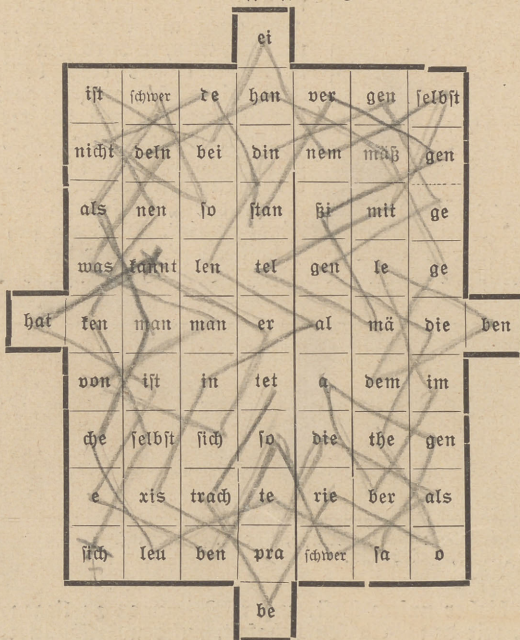 ei
ist schwer de han ver gen selbst
nicht deln bei din nem mäß gen
als nen so stan ßi mit ge
was kannt len tel gen le ge
hat ken man man er al mä die ben
von ist in tet a dem im
che selbst sich so die the gen
e xis trach te rie ber als
sich leu ben pra schwer sa o
be